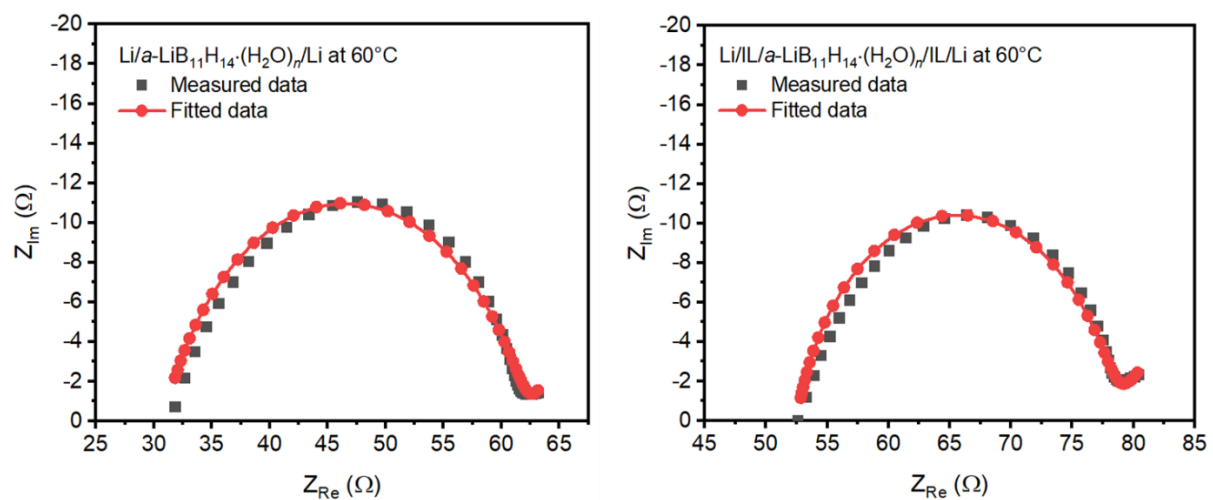 Li/a-LiB₁₁H₁₄·(H₂O)ₙ/Li at 60°C
Measured data
Fitted data
-20
-18
-16
-14
-12
-10
-8
-6
-4
-2
0
Z_Im (Ω)
25 30 35 40 45 50 55 60 65
Z_Re (Ω)
Li/IL/a-LiB₁₁H₁₄·(H₂O)ₙ/IL/Li at 60°C
Measured data
Fitted data
-20
-18
-16
-14
-12
-10
-8
-6
-4
-2
0
Z_Im (Ω)
45 50 55 60 65 70 75 80 85
Z_Re (Ω)